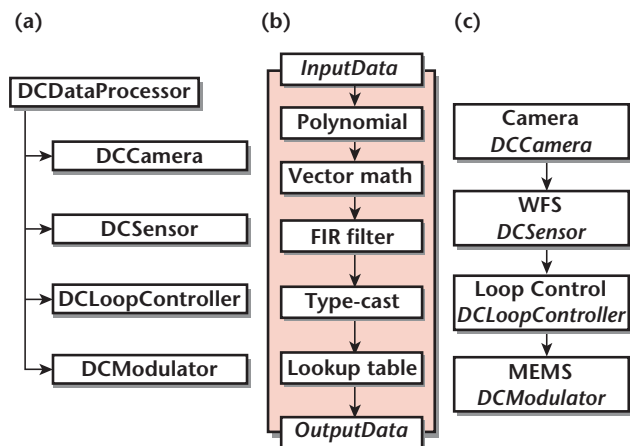 (a)
DCDataProcessor
DCCamera
DCSensor
DCLoopController
DCModulator
(b)
InputData
Polynomial
Vector math
FIR filter
Type-cast
Lookup table
OutputData
(c)
Camera
DCCamera
WFS
DCSensor
Loop Control
DCLoopController
MEMS
DCModulator